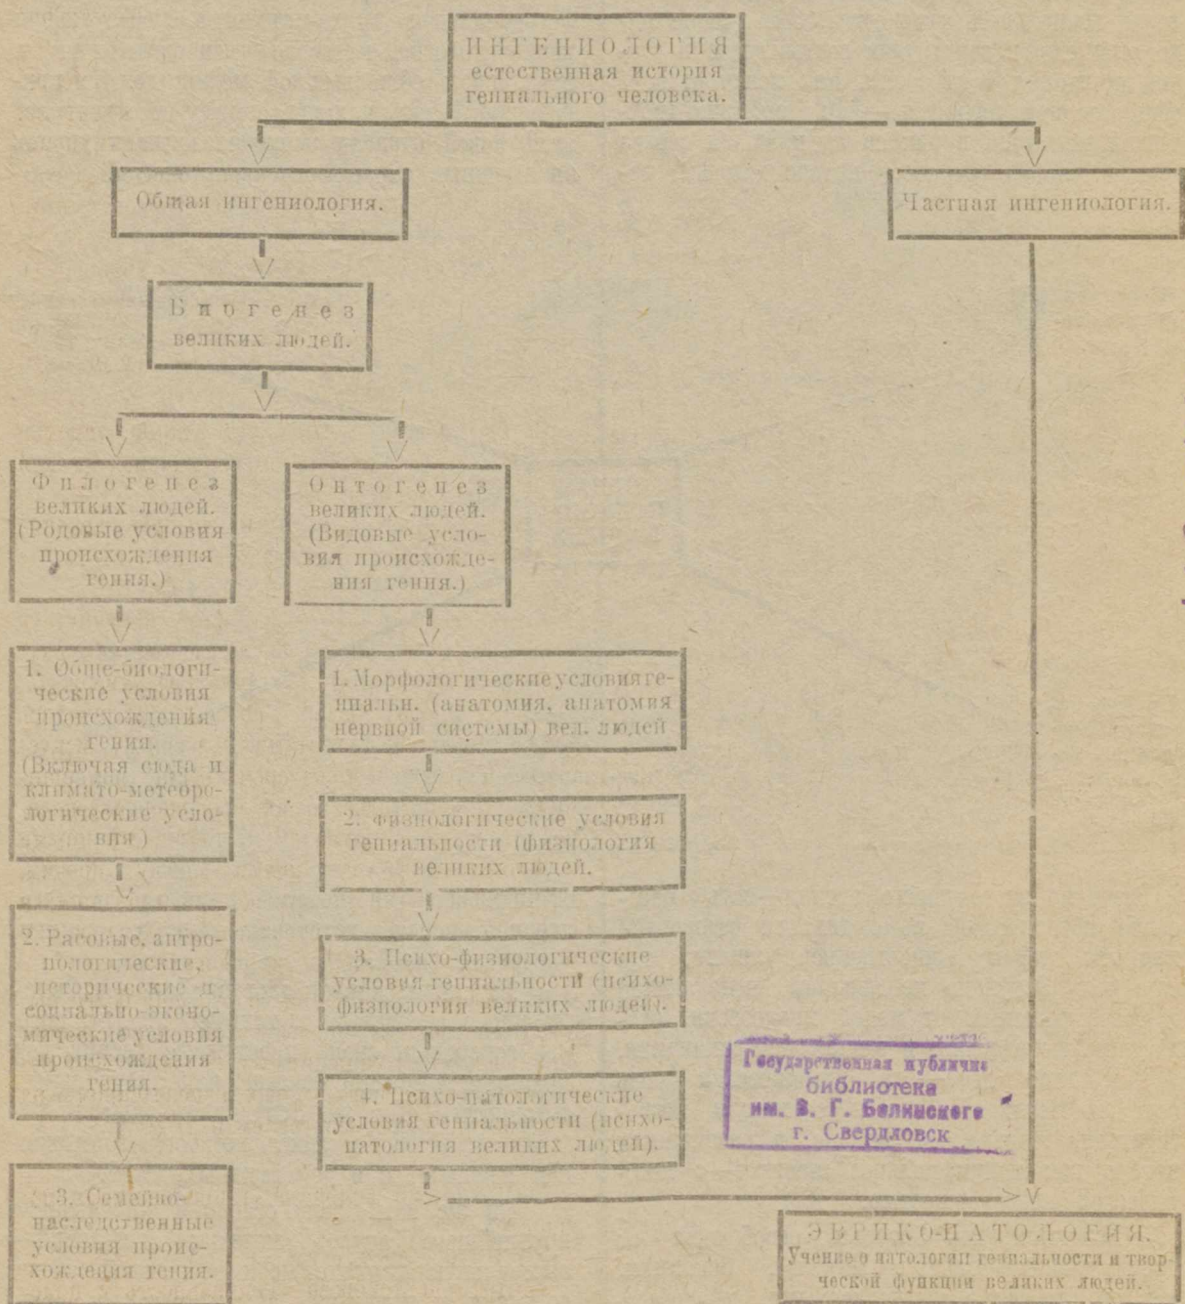 ИНГЕНИОЛОГИЯ
естественная история
гениального человека.
Общая ингениология.
Частная ингениология.
Биогенез
великих людей.
Филогенез
великих людей.
(Родовые условия
происхождения
гения.)
Онтогенез
великих людей.
(Видовые усло-
вия происхожде-
ния гения.)
1. Обще-биологи-
ческие условия
происхождения
гения.
(Включая сюда и
климато-метеоро-
логические усло-
вия)
2. Расовые, антро-
пологические,
исторические и
социально-эконо-
мические условия
происхождения
гения.
3. Семейно-
наследственные
условия проис-
хождения гения.
1. Морфологические условия ге-
ниальн. (анатомия, анатомия
нервной системы) вел. людей
2. Физиологические условия
гениальности (физиология
великих людей.
3. Психо-физиологические
условия гениальности (психо-
физиология великих людей).
4. Психо-патологические
условия гениальности (психо-
патология великих людей).
Государственная публичн
библиотека
им. В. Г. Белинского
г. Свердловск
ЭВРИКО-ПАТОЛОГИЯ.
Учение о патологии гениальности и твор-
ческой функции великих людей.